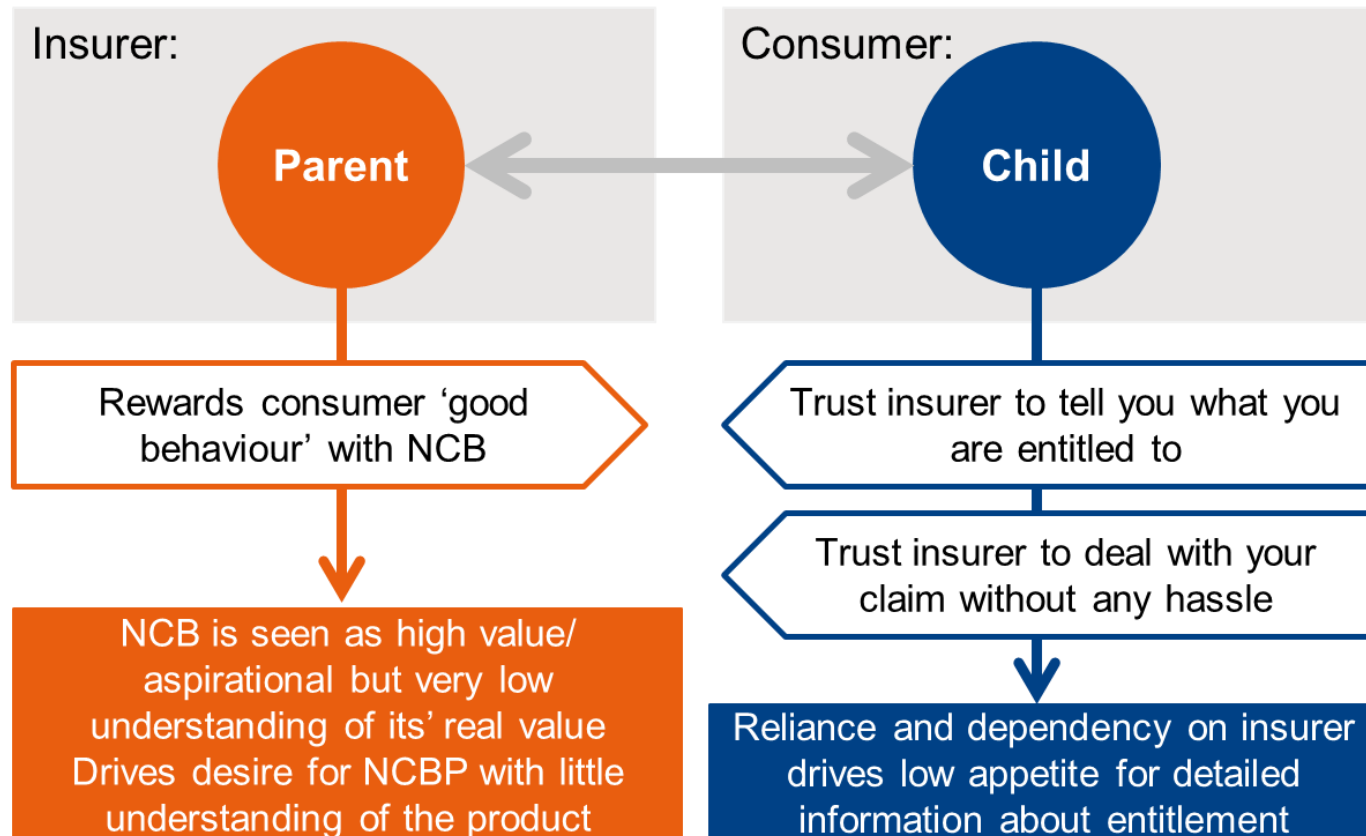 Insurer:
Parent
Rewards consumer ‘good
behaviour’ with NCB
NCB is seen as high value/
aspirational but very low
understanding of its’ real value
Drives desire for NCBP with little
understanding of the product
Consumer:
Child
Trust insurer to tell you what you
are entitled to
Trust insurer to deal with your
claim without any hassle
Reliance and dependency on insurer
drives low appetite for detailed
information about entitlement